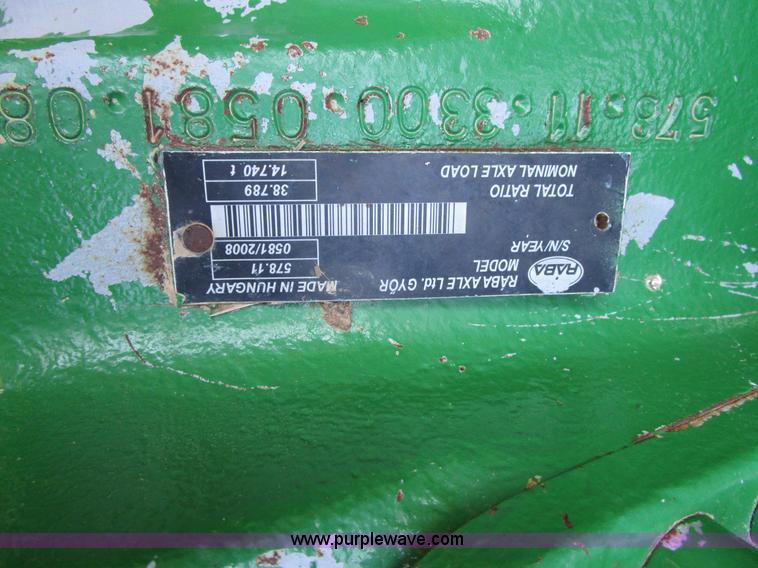 RÁBA
RÁBA AXLE Ltd. GYŐR MADE IN HUNGARY
MODEL 578.11
S/N/YEAR 0581/2008
TOTAL RATIO 38.789
NOMINAL AXLE LOAD 14.740 t
578.11.3300.0581.08
www.purplewave.com